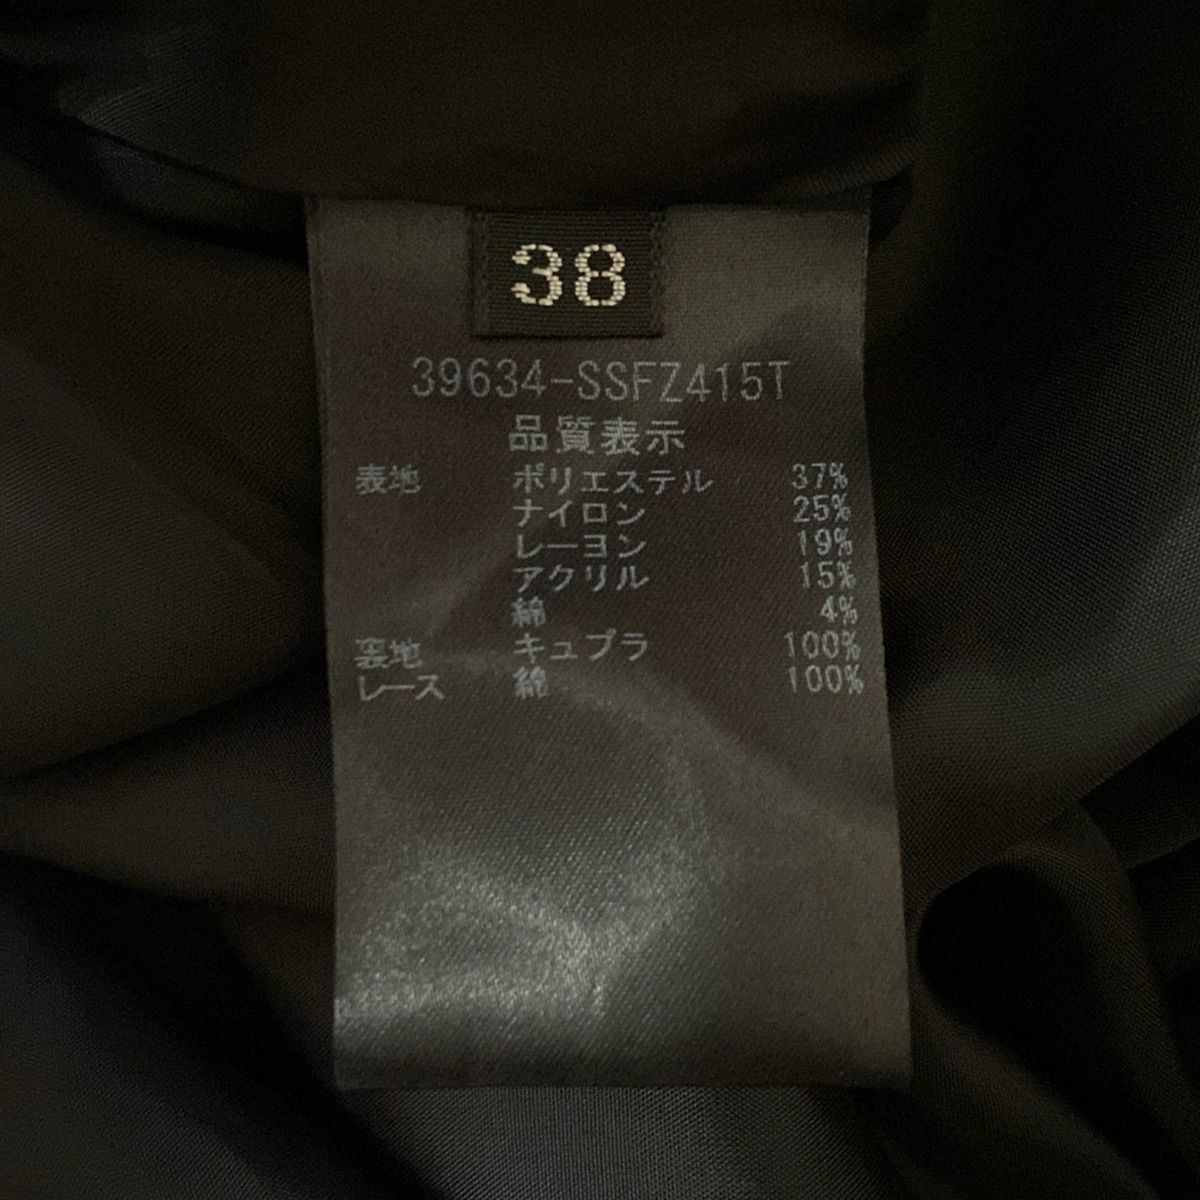 38
39634-SSFZ415T
品質表示
表地 ポリエステル 37%
ナイロン 25%
レーヨン 19%
アクリル 15%
綿 4%
裏地 キュプラ 100%
レース 綿 100%